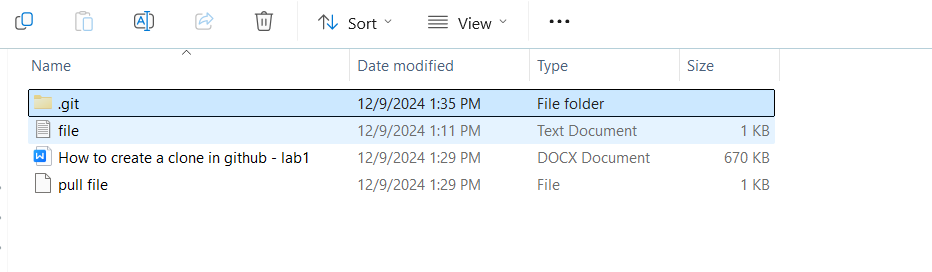 Sort View
Name Date modified Type Size
.git 12/9/2024 1:35 PM File folder
file 12/9/2024 1:11 PM Text Document 1 KB
How to create a clone in github - lab1 12/9/2024 1:29 PM DOCX Document 670 KB
pull file 12/9/2024 1:29 PM File 1 KB